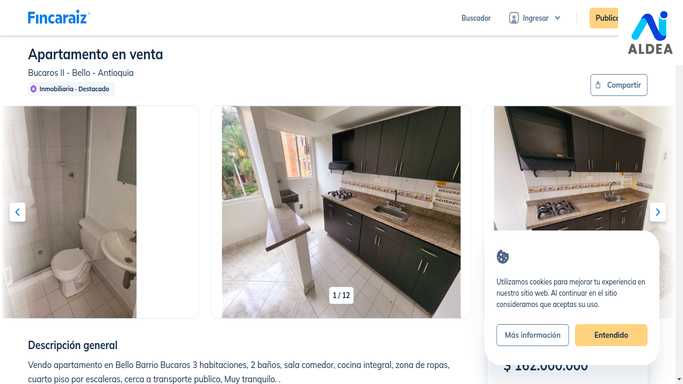 Fincaraiz
Buscador
Ingresar
Public
ALDEA
Apartamento en venta
Bucaros II - Bello - Antioquia
Inmobiliaria - Destacado
Compartir
1 / 12
Utilizamos cookies para mejorar tu experiencia en
nuestro sitio web. Al continuar en el sitio
consideramos que aceptas su uso.
Más información
Entendido
Descripción general
Vendo apartamento en Bello Barrio Bucaros 3 habitaciones, 2 baños, sala comedor, cocina integral, zona de ropas,
cuarto piso por escaleras, cerca a transporte publico, Muy tranquilo. .
$ 162.000.000